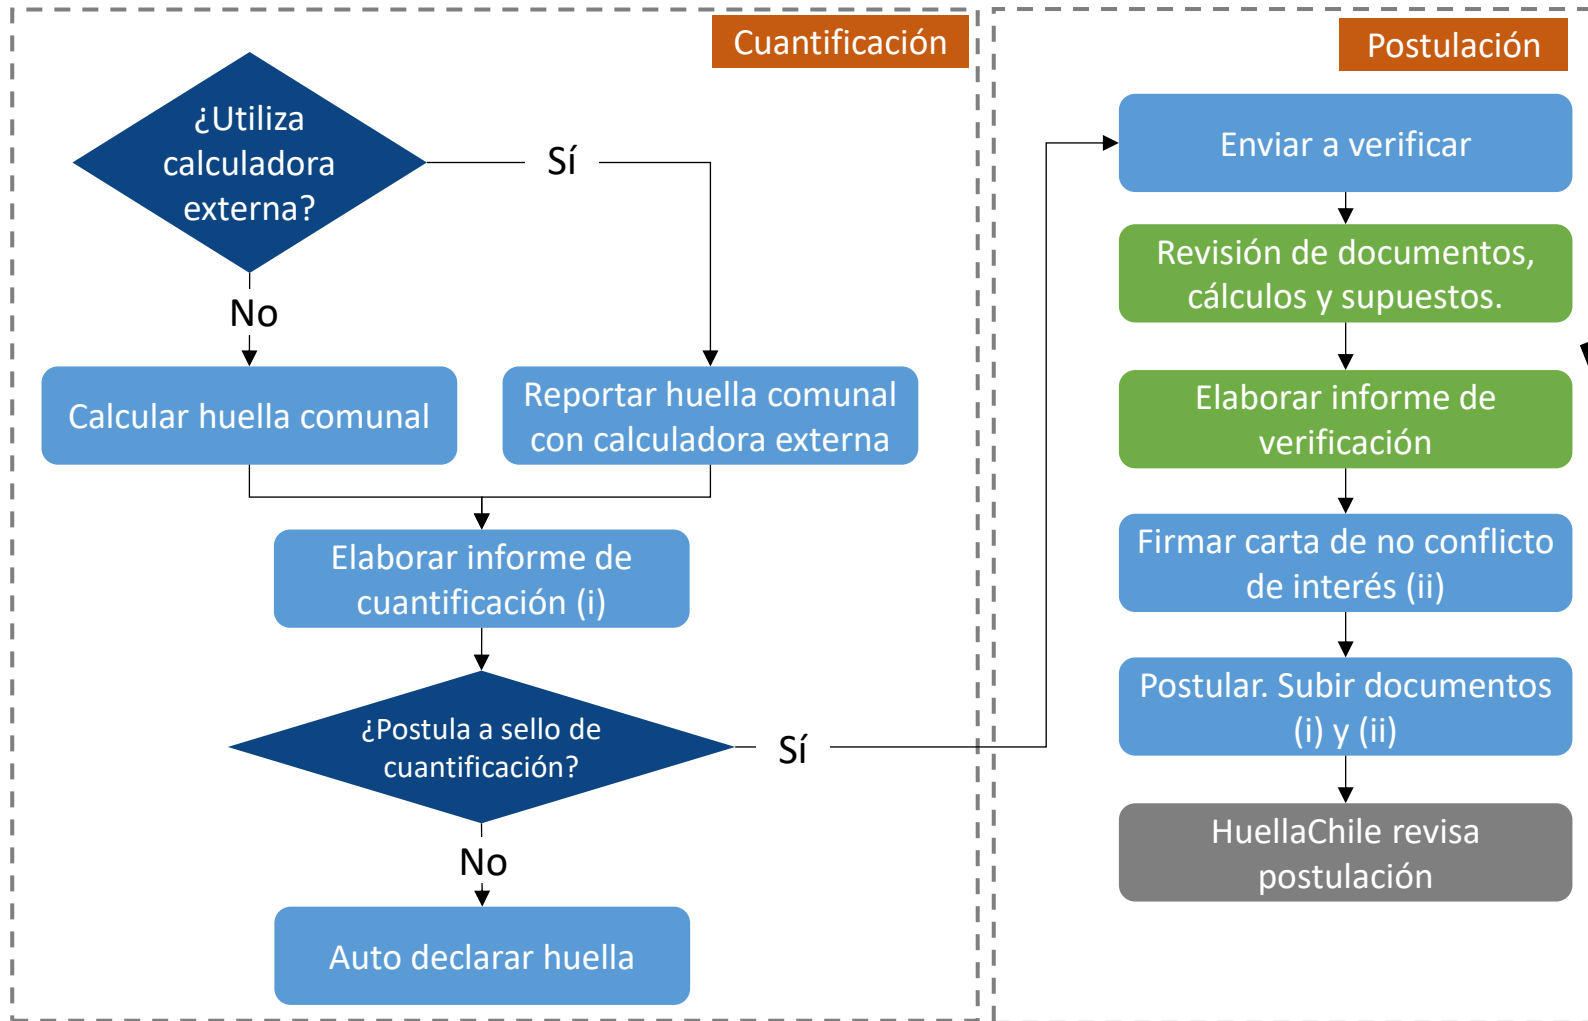 Cuantificación
¿Utiliza
calculadora
externa?
Sí
No
Calcular huella comunal
Reportar huella comunal
con calculadora externa
Elaborar informe de
cuantificación (i)
¿Postula a sello de
cuantificación?
Sí
No
Auto declarar huella
Postulación
Enviar a verificar
Revisión de documentos,
cálculos y supuestos.
Elaborar informe de
verificación
Firmar carta de no conflicto
de interés (ii)
Postular. Subir documentos
(i) y (ii)
HuellaChile revisa
postulación